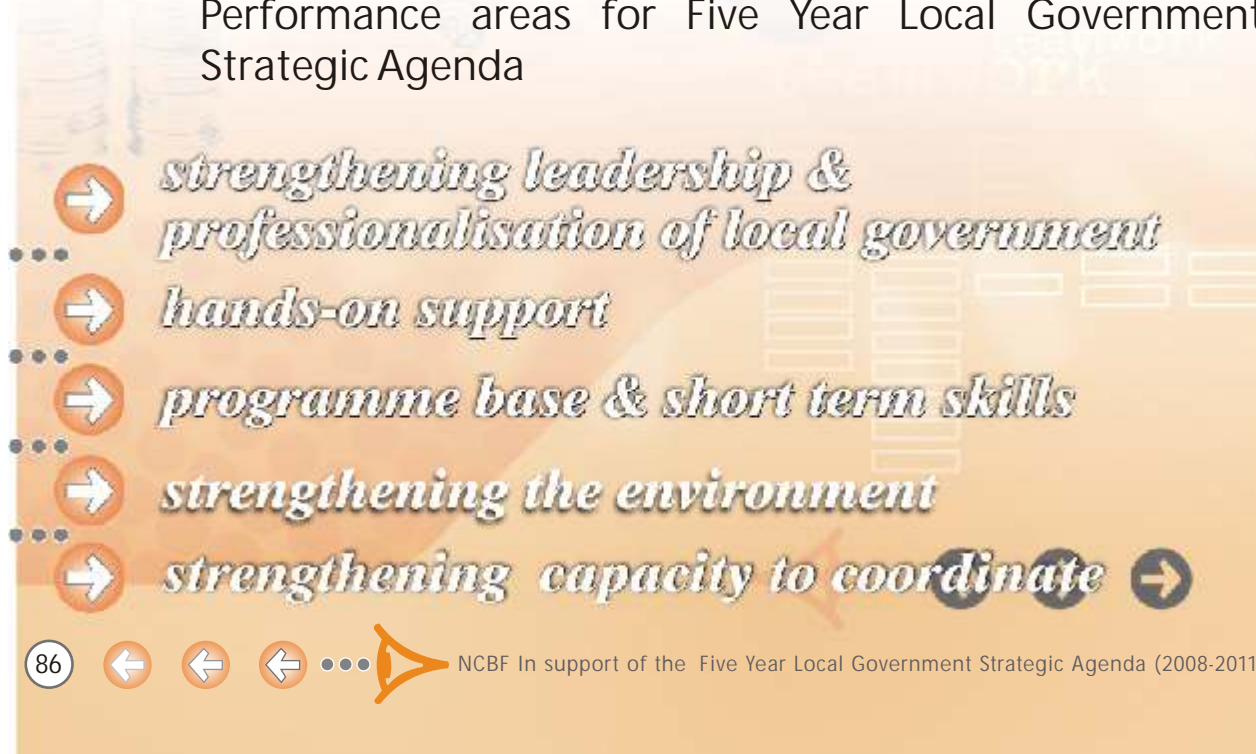 Performance areas for Five Year Local Government
Strategic Agenda
strengthening leadership &
professionalisation of local government
hands-on support
programme base & short term skills
strengthening the environment
strengthening capacity to coordinate
86
NCBF In support of the Five Year Local Government Strategic Agenda (2008-2011